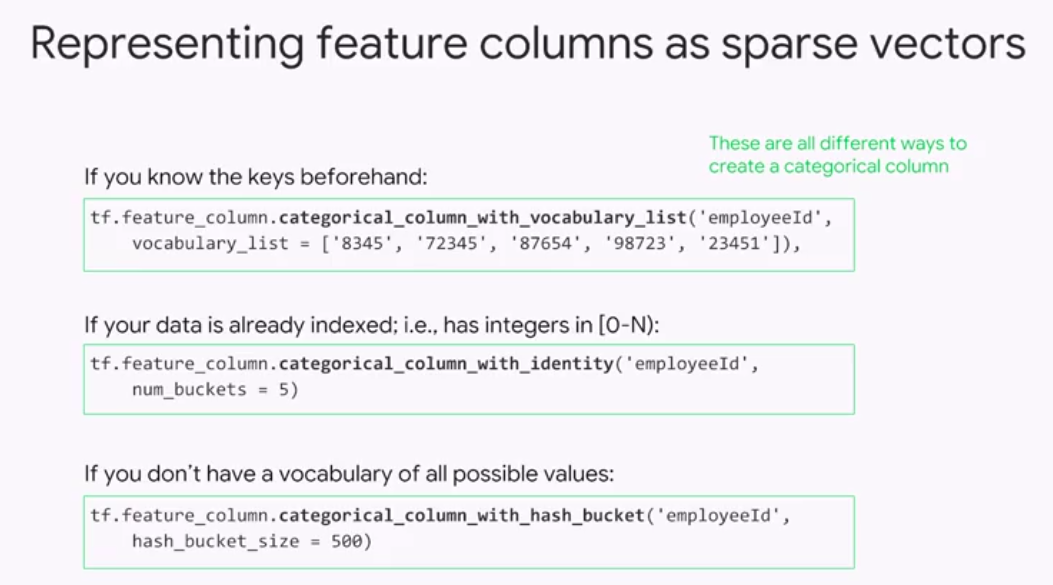 Representing feature columns as sparse vectors
These are all different ways to
create a categorical column
If you know the keys beforehand:
tf.feature_column.categorical_column_with_vocabulary_list('employeeId',
vocabulary_list = ['8345', '72345', '87654', '98723', '23451']),
If your data is already indexed; i.e., has integers in [0-N):
tf.feature_column.categorical_column_with_identity('employeeId',
num_buckets = 5)
If you don't have a vocabulary of all possible values:
tf.feature_column.categorical_column_with_hash_bucket('employeeId',
hash_bucket_size = 500)